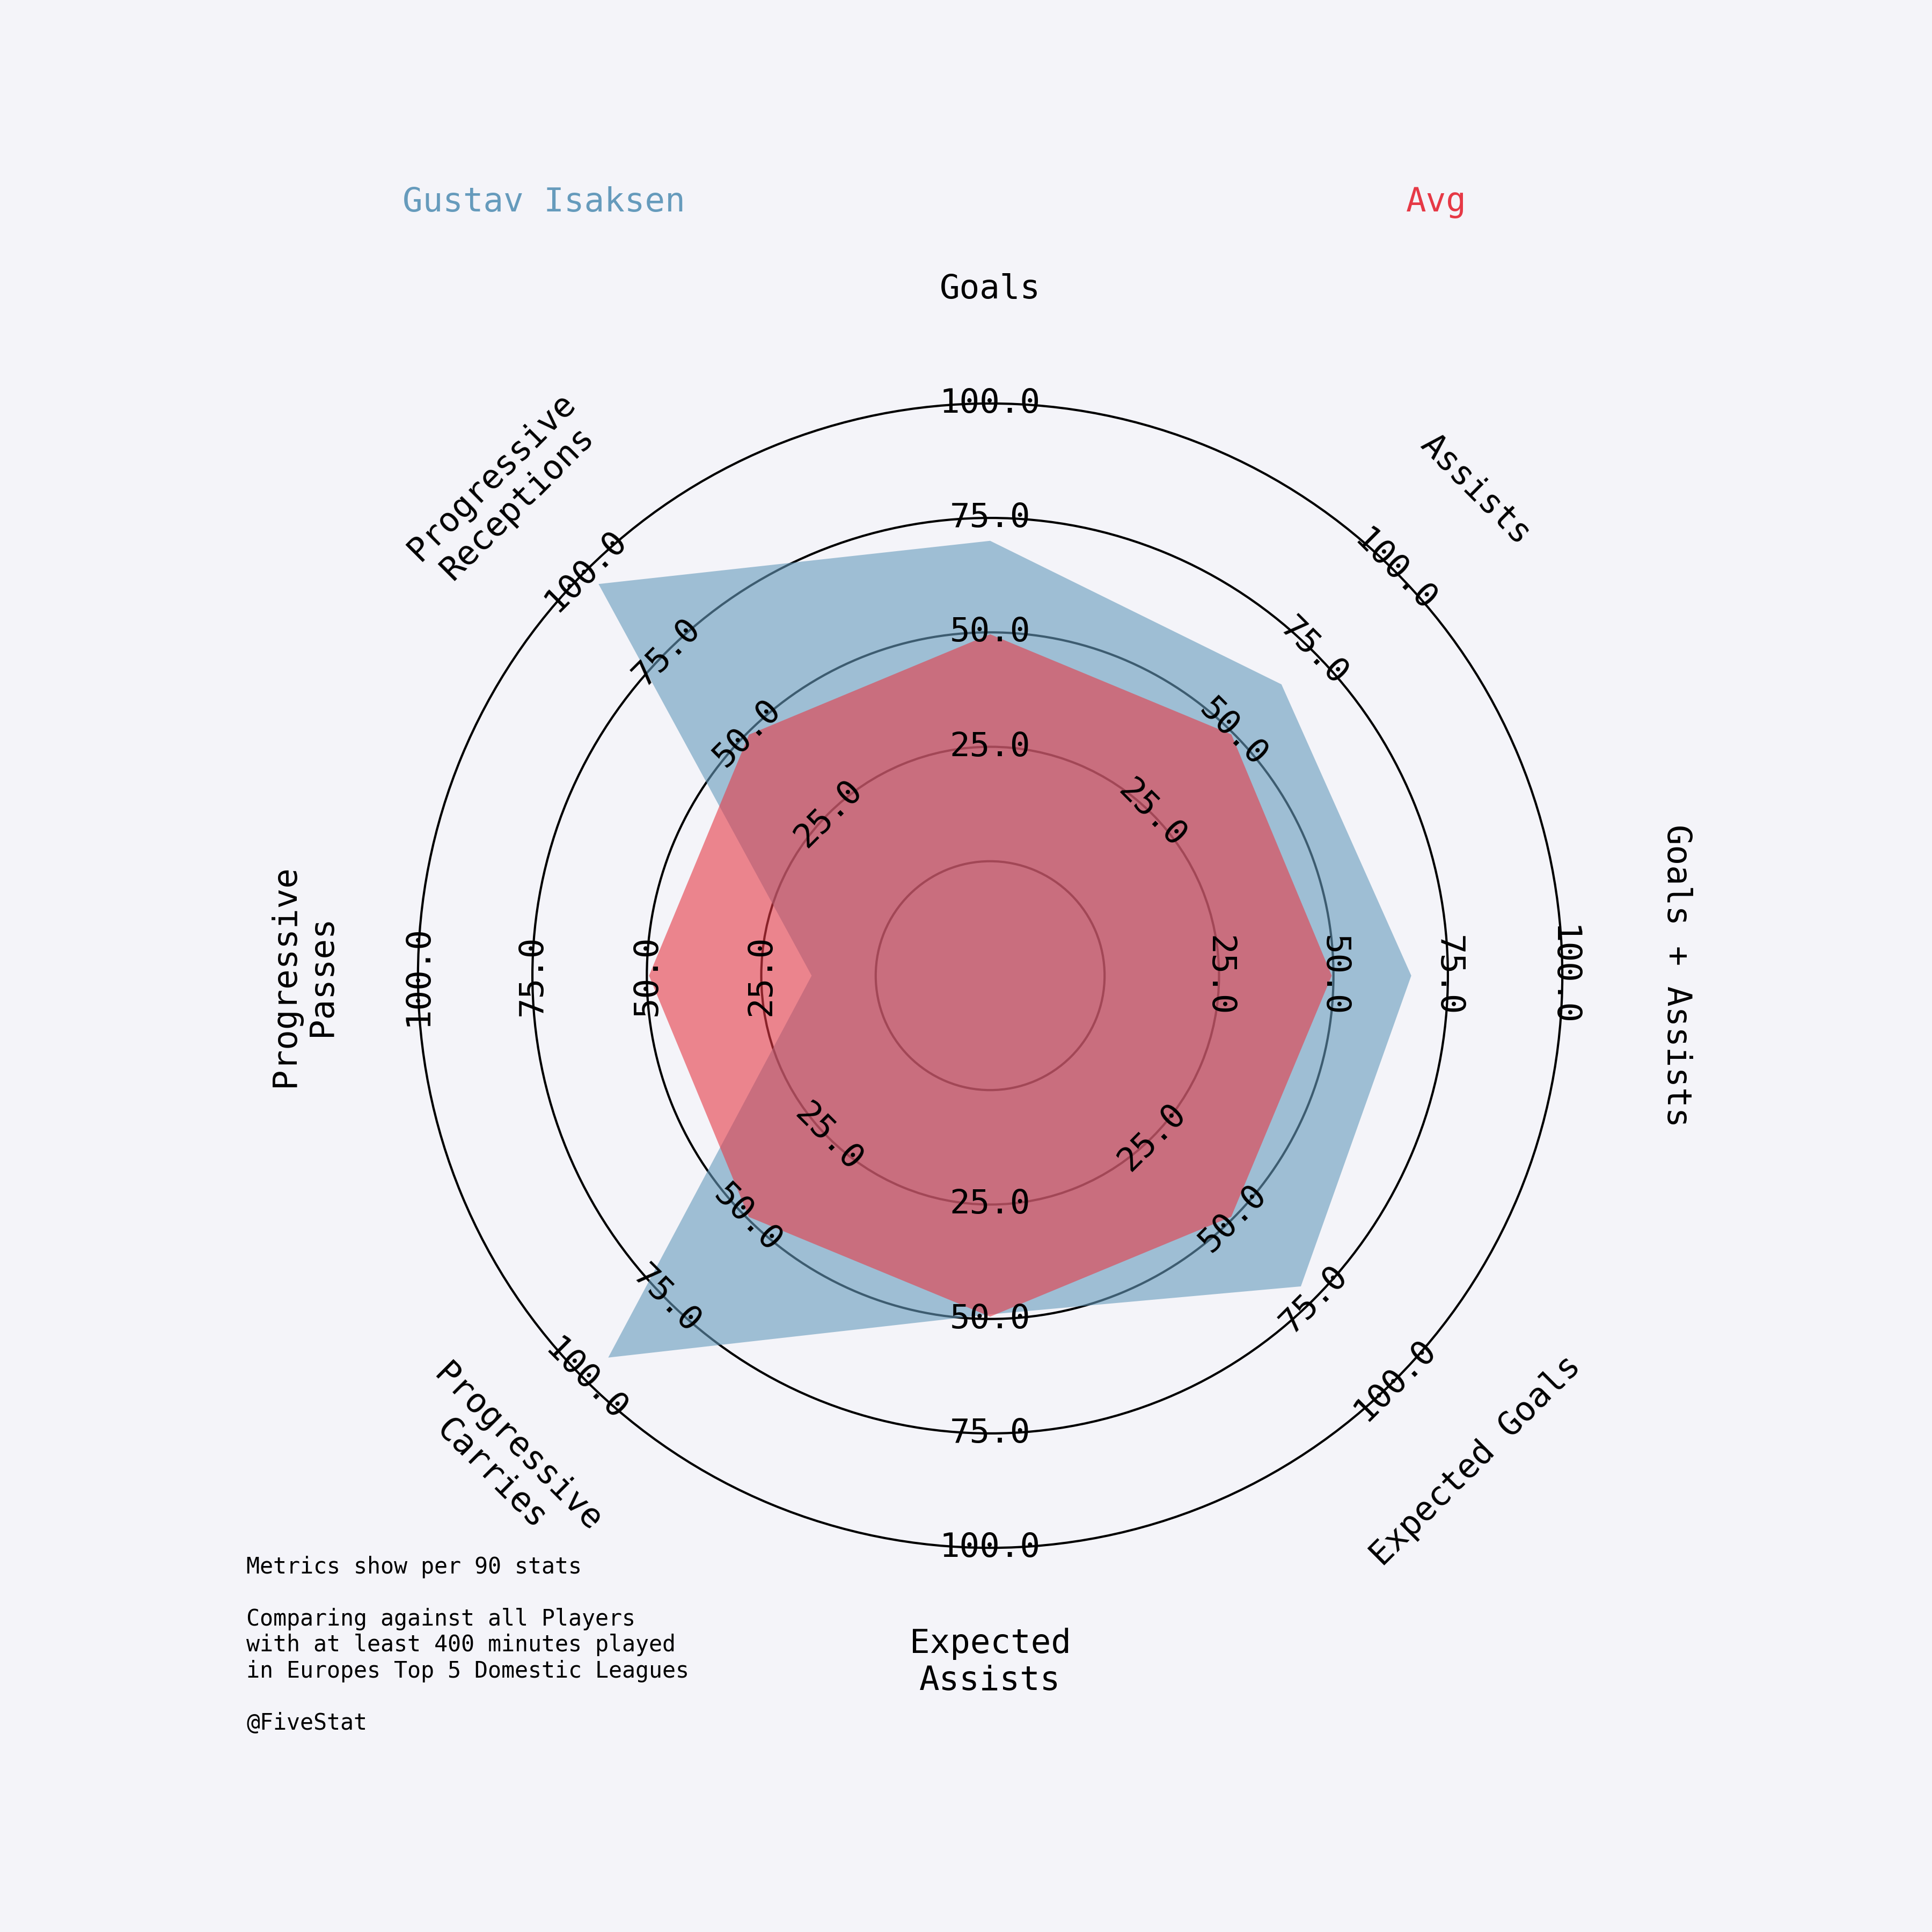 Gustav Isaksen
Avg
Goals
Assists
Goals + Assists
Expected Goals
Expected
Assists
Progressive
Carries
Progressive
Passes
Progressive
Receptions
25.0
50.0
75.0
100.0
25.0
50.0
75.0
100.0
25.0
50.0
75.0
100.0
25.0
50.0
75.0
100.0
25.0
50.0
75.0
100.0
25.0
50.0
75.0
100.0
25.0
50.0
75.0
100.0
25.0
50.0
75.0
100.0
Metrics show per 90 stats
Comparing against all Players
with at least 400 minutes played
in Europes Top 5 Domestic Leagues
@FiveStat